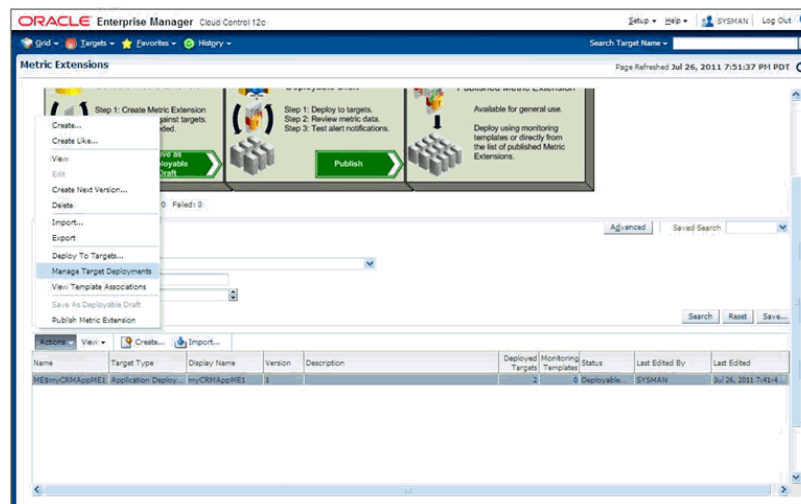 ORACLE Enterprise Manager Cloud Control 12c
Setup Help SYSMAN Log Out
Grid Targets Favorites History Search Target Name
Metric Extensions
Page Refreshed Jul 26, 2011 7:51:37 PM PDT
Deployable Draft
Published Metric Extension
Step 1: Create Metric Extension
against targets.
Step 1: Deploy to targets.
Step 2: Review metric data.
Step 3: Test alert notifications.
Available for general use.
Deploy using monitoring
templates or directly from
the list of published Metric
Extensions.
Draft
Publish
Create...
Create Like...
View
Edit
Create Next Version...
Delete
Import...
Export
Deploy To Targets...
Manage Target Deployments
View Template Associations
Save As Deployable Draft
Publish Metric Extension
0 Failed: 0
Advanced Saved Search
Search Reset Save...
Actions View Create... Import...
Name Target Type Display Name Version Description Deployed Targets Monitoring Templates Status Last Edited By Last Edited
ME$myCRMAppME1 Application Deploy... myCRMAppME1 1 2 0 Deployable... SYSMAN Jul 26, 2011 7:41:4...